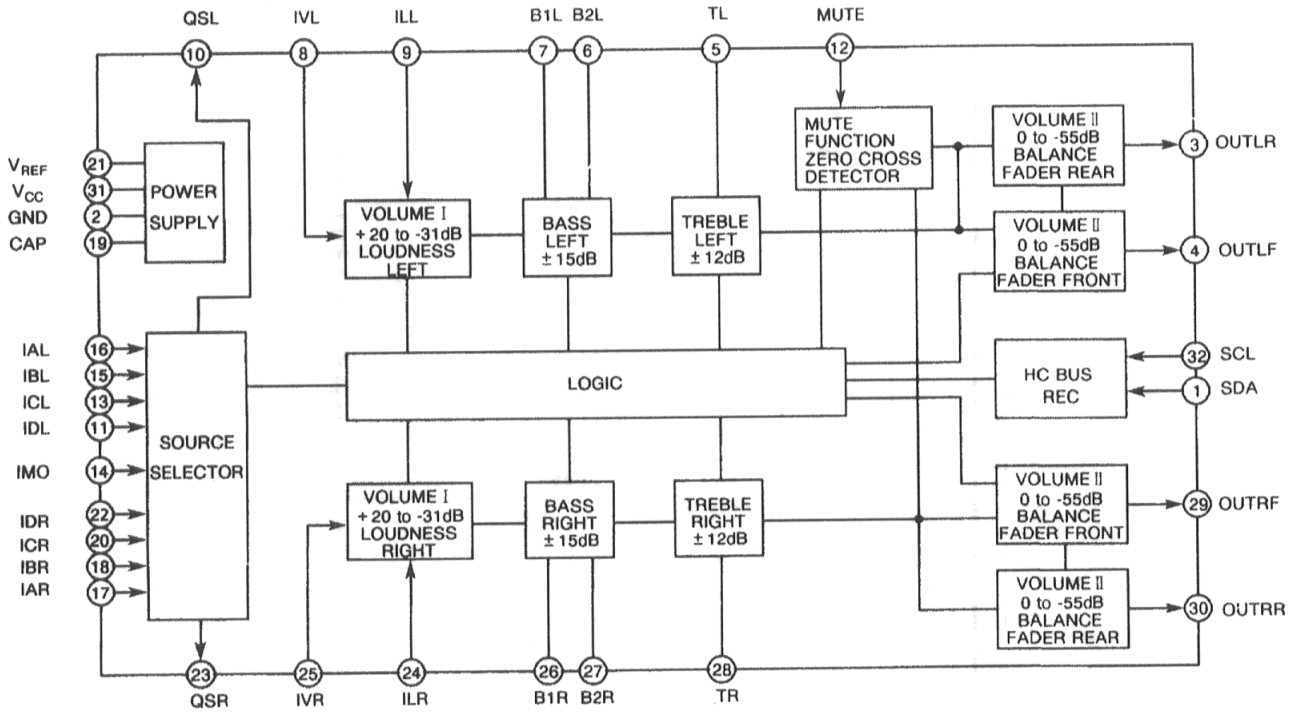 QSL
IVL
ILL
B1L
B2L
TL
MUTE
10
8
9
7
6
5
12
VREF
21
VCC
31
GND
2
CAP
19
POWER
SUPPLY
VOLUME I
+20 to -31dB
LOUDNESS
LEFT
BASS
LEFT
±15dB
TREBLE
LEFT
±12dB
MUTE
FUNCTION
ZERO CROSS
DETECTOR
VOLUME II
0 to -55dB
BALANCE
FADER REAR
3
OUTLR
VOLUME II
0 to -55dB
BALANCE
FADER FRONT
4
OUTLF
IAL
16
IBL
15
ICL
13
IDL
11
IMO
14
IDR
22
ICR
20
IBR
18
IAR
17
SOURCE
SELECTOR
LOGIC
HC BUS
REC
32
SCL
1
SDA
VOLUME I
+20 to -31dB
LOUDNESS
RIGHT
BASS
RIGHT
±15dB
TREBLE
RIGHT
±12dB
VOLUME II
0 to -55dB
BALANCE
FADER FRONT
29
OUTRF
VOLUME II
0 to -55dB
BALANCE
FADER REAR
30
OUTRR
23
25
24
26
27
28
QSR
IVR
ILR
B1R
B2R
TR